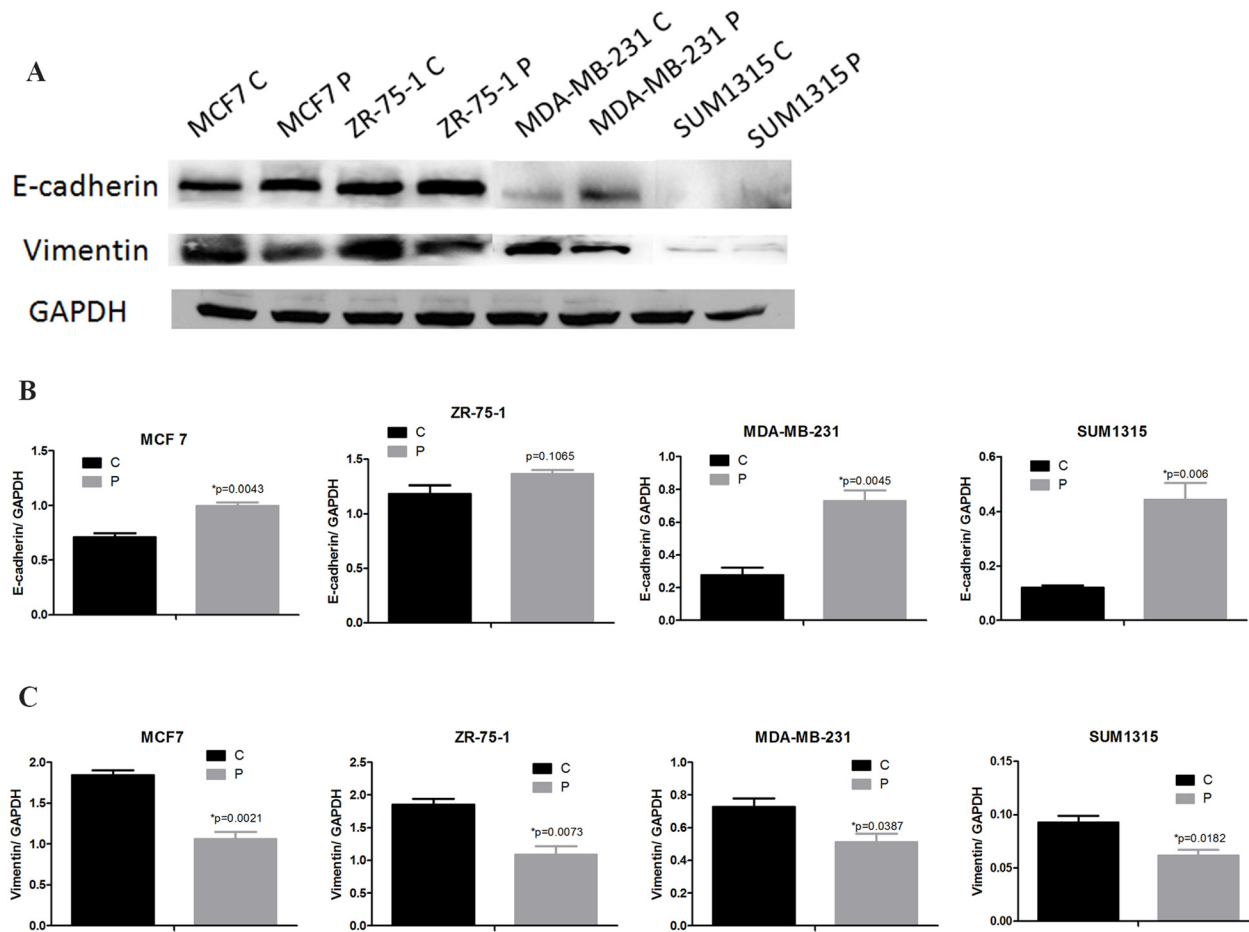 A
MCF7 C
MCF7 P
ZR-75-1 C
ZR-75-1 P
MDA-MB-231 C
MDA-MB-231 P
SUM1315 C
SUM1315 P
E-cadherin
Vimentin
GAPDH
B
MCF 7
C
P
*p=0.0043
E-cadherin/ GAPDH
1.5
1.0
0.5
0.0
ZR-75-1
C
P
p=0.1065
E-cadherin/ GAPDH
1.5
1.0
0.5
0.0
MDA-MB-231
C
P
*p=0.0045
E-cadherin/ GAPDH
1.0
0.8
0.6
0.4
0.2
0.0
SUM1315
C
P
*p=0.006
E-cadherin/ GAPDH
0.6
0.4
0.2
0.0
C
MCF7
C
P
*p=0.0021
Vimentin/ GAPDH
2.0
1.5
1.0
0.5
0.0
ZR-75-1
C
P
*p=0.0073
Vimentin/ GAPDH
2.5
2.0
1.5
1.0
0.5
0.0
MDA-MB-231
C
P
*p=0.0387
Vimentin/ GAPDH
1.0
0.8
0.6
0.4
0.2
0.0
SUM1315
C
P
*p=0.0182
Vimentin/ GAPDH
0.15
0.10
0.05
0.00